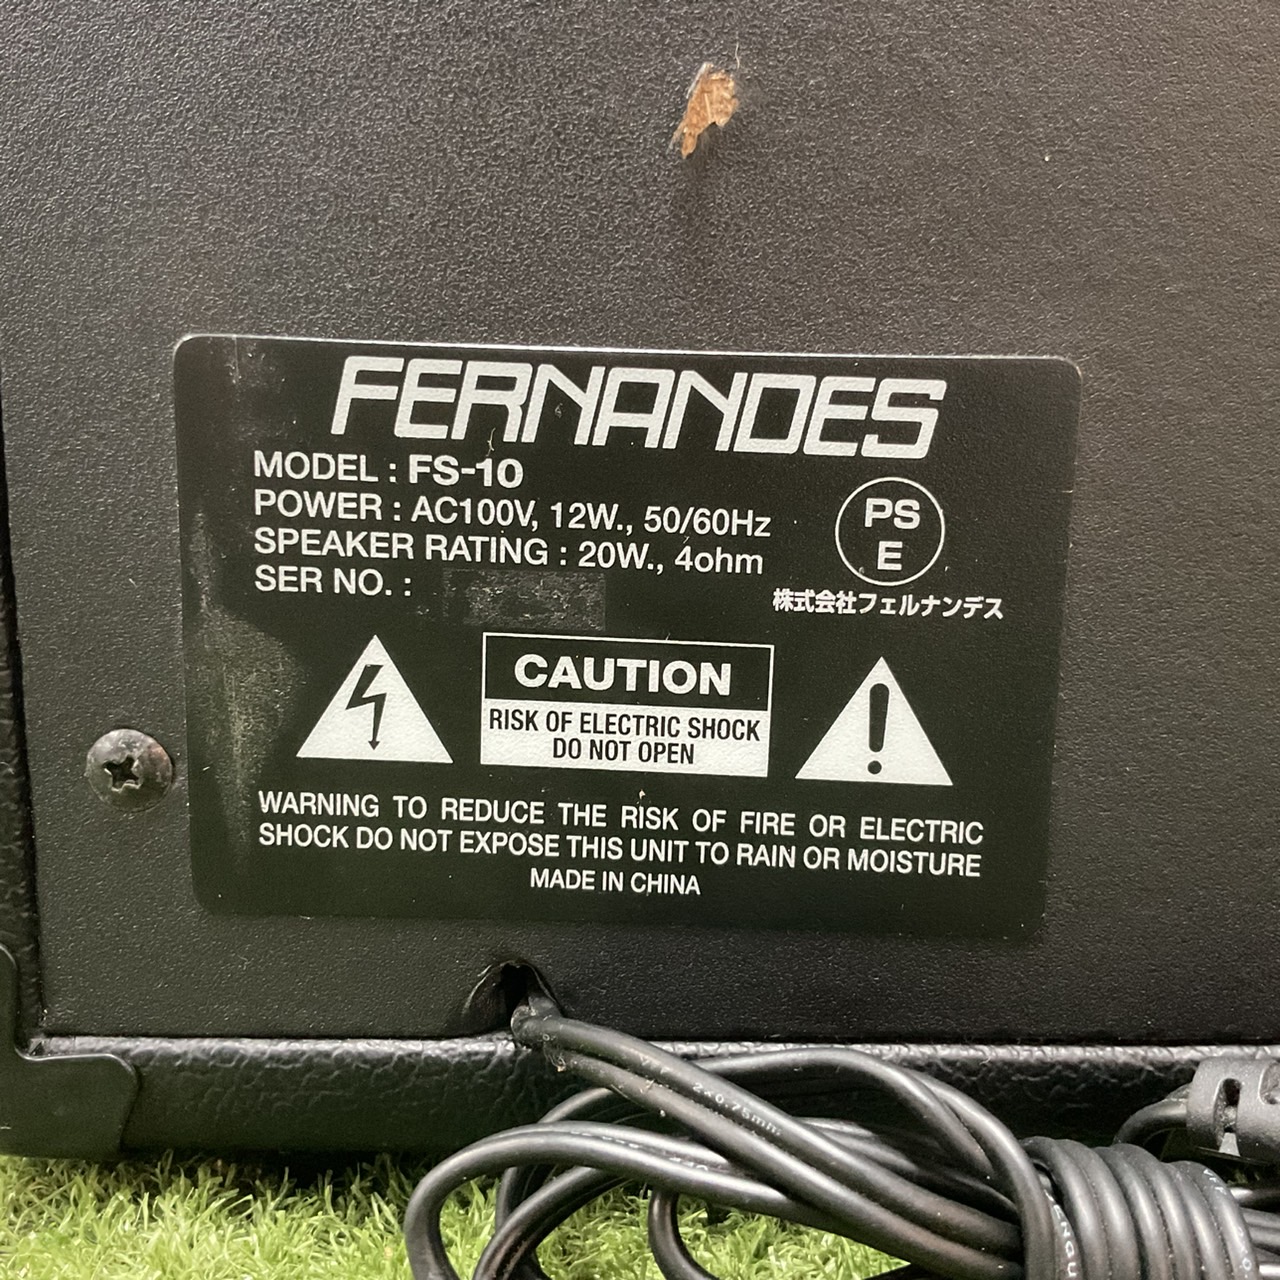 FERNANDES
MODEL : FS-10
POWER : AC100V, 12W., 50/60Hz
SPEAKER RATING : 20W., 4ohm
SER NO. :
PS
E
株式会社フェルナンデス
CAUTION
RISK OF ELECTRIC SHOCK
DO NOT OPEN
WARNING TO REDUCE THE RISK OF FIRE OR ELECTRIC
SHOCK DO NOT EXPOSE THIS UNIT TO RAIN OR MOISTURE
MADE IN CHINA
2x0.75mm